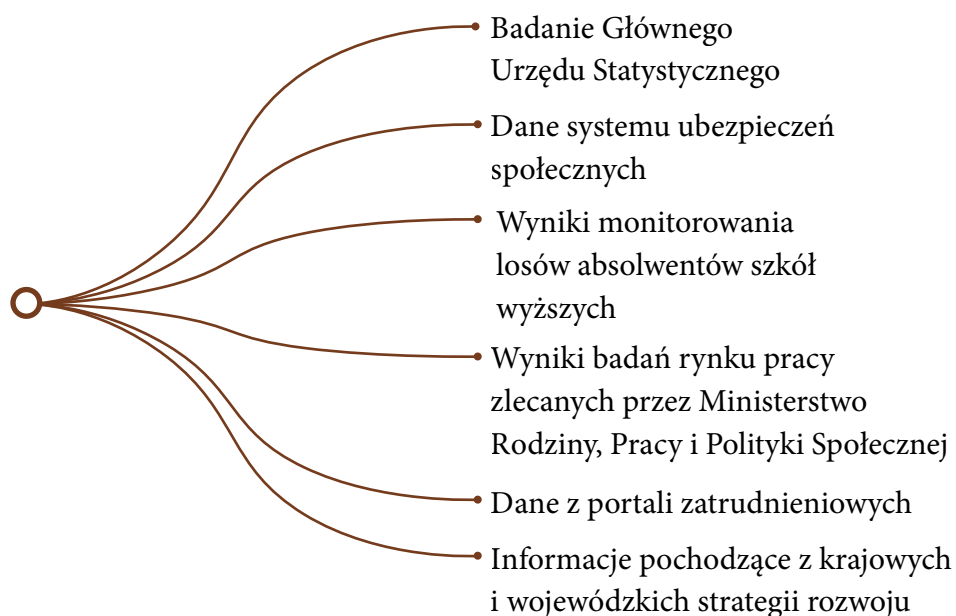 Badanie Głównego
Urzędu Statystycznego
Dane systemu ubezpieczeń
społecznych
Wyniki monitorowania
losów absolwentów szkół
wyższych
Wyniki badań rynku pracy
zlecanych przez Ministerstwo
Rodziny, Pracy i Polityki Społecznej
Dane z portali zatrudnieniowych
Informacje pochodzące z krajowych
i wojewódzkich strategii rozwoju